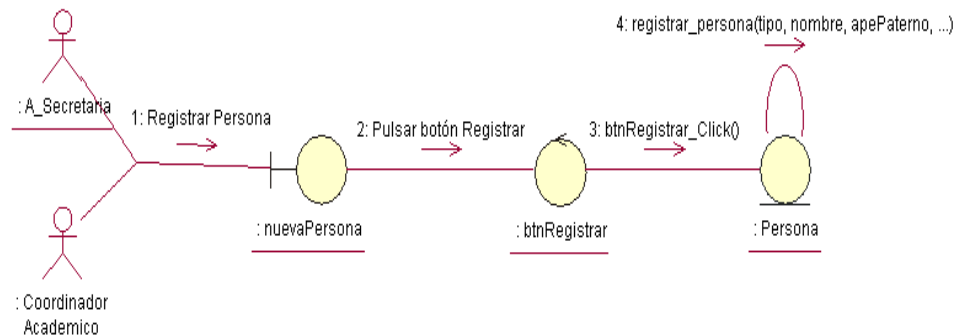 4: registrar_persona(tipo, nombre, apePaterno, ...)
: A_Secretaria
1: Registrar Persona
2: Pulsar botón Registrar
3: btnRegistrar_Click()
: nuevaPersona
: btnRegistrar
: Persona
: Coordinador
Academico